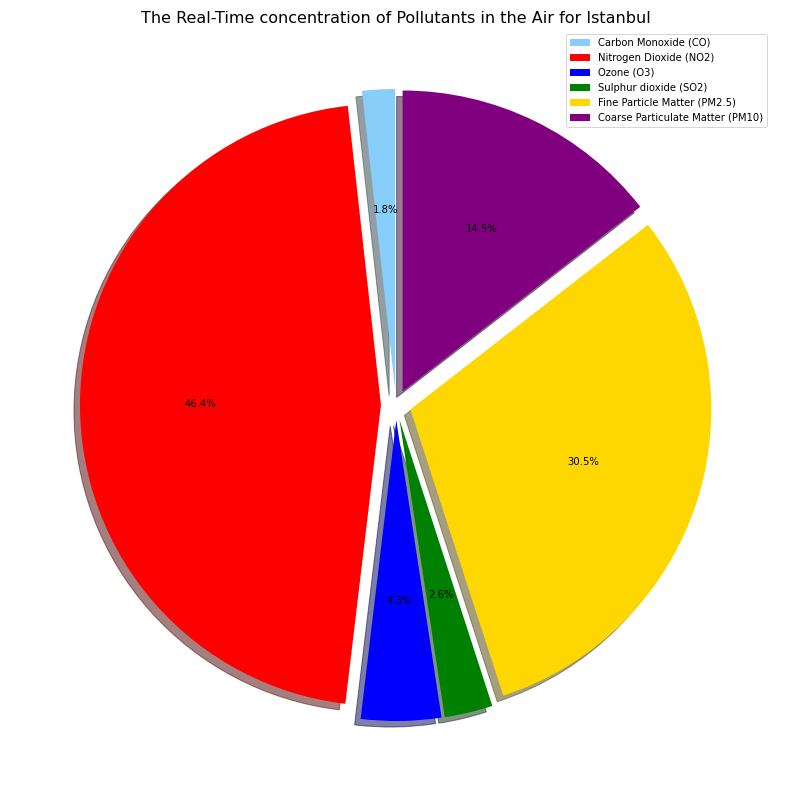 The Real-Time concentration of Pollutants in the Air for Istanbul
Carbon Monoxide (CO)
Nitrogen Dioxide (NO2)
Ozone (O3)
Sulphur dioxide (SO2)
Fine Particle Matter (PM2.5)
Coarse Particulate Matter (PM10)
1.8%
14.5%
46.4%
30.5%
4.3%
2.6%